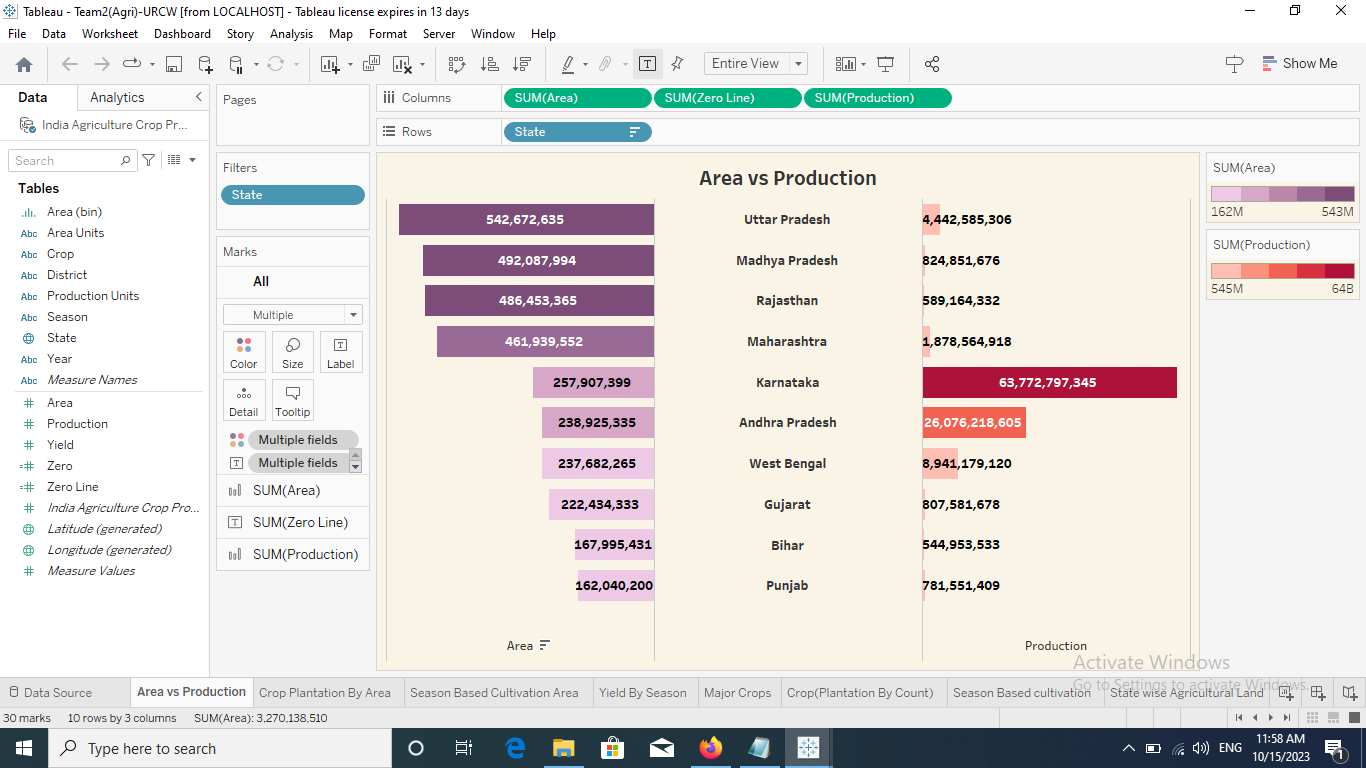 Tableau - Team2(Agri)-URCW [from LOCALHOST] - Tableau license expires in 13 days
File Data Worksheet Dashboard Story Analysis Map Format Server Window Help
Entire View
Show Me
Data Analytics
India Agriculture Crop Pr...
Search
Tables
Area (bin)
Abc Area Units
Abc Crop
Abc District
Abc Production Units
Abc Season
State
Abc Year
Abc Measure Names
Area
Production
Yield
Zero
Zero Line
India Agriculture Crop Pro...
Latitude (generated)
Longitude (generated)
Measure Values
Pages
Filters
State
Marks
All
Multiple
Color Size Label
Detail Tooltip
Multiple fields
Multiple fields
SUM(Area)
SUM(Zero Line)
SUM(Production)
Columns SUM(Area) SUM(Zero Line) SUM(Production)
Rows State
Area vs Production
542,672,635 Uttar Pradesh 4,442,585,306
492,087,994 Madhya Pradesh 824,851,676
486,453,365 Rajasthan 589,164,332
461,939,552 Maharashtra 1,878,564,918
257,907,399 Karnataka 63,772,797,345
238,925,335 Andhra Pradesh 26,076,218,605
237,682,265 West Bengal 8,941,179,120
222,434,333 Gujarat 807,581,678
167,995,431 Bihar 544,953,533
162,040,200 Punjab 781,551,409
Area Production
SUM(Area)
162M 543M
SUM(Production)
545M 64B
Activate Windows
Go to Settings to activate Windows.
Data Source Area vs Production Crop Plantation By Area Season Based Cultivation Area Yield By Season Major Crops Crop(Plantation By Count) Season Based cultivation State wise Agricultural Land
30 marks 10 rows by 3 columns SUM(Area): 3,270,138,510
Type here to search
ENG
11:58 AM
10/15/2023
1